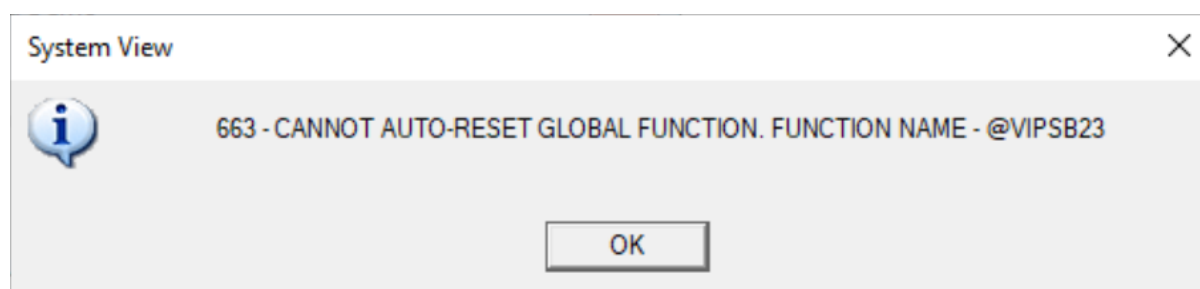 System View
663 - CANNOT AUTO-RESET GLOBAL FUNCTION. FUNCTION NAME - @VIPSB23
OK